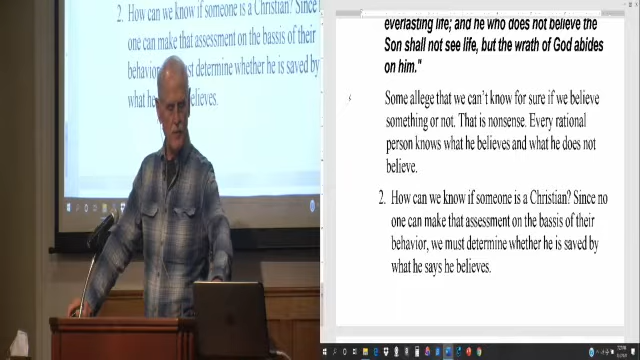 2. How can we know if someone is a Christian? Since
one can make that assessment on the bassis of their
behavior, must determine whether he is saved by
what he believes.
everlasting life; and he who does not believe the
Son shall not see life, but the wrath of God abides
on him."
Some allege that we can't know for sure if we believe
something or not. That is nonsense. Every rational
person knows what he believes and what he does not
believe.
2. How can we know if someone is a Christian? Since no
one can make that assessment on the bassis of their
behavior, we must determine whether he is saved by
what he says he believes.